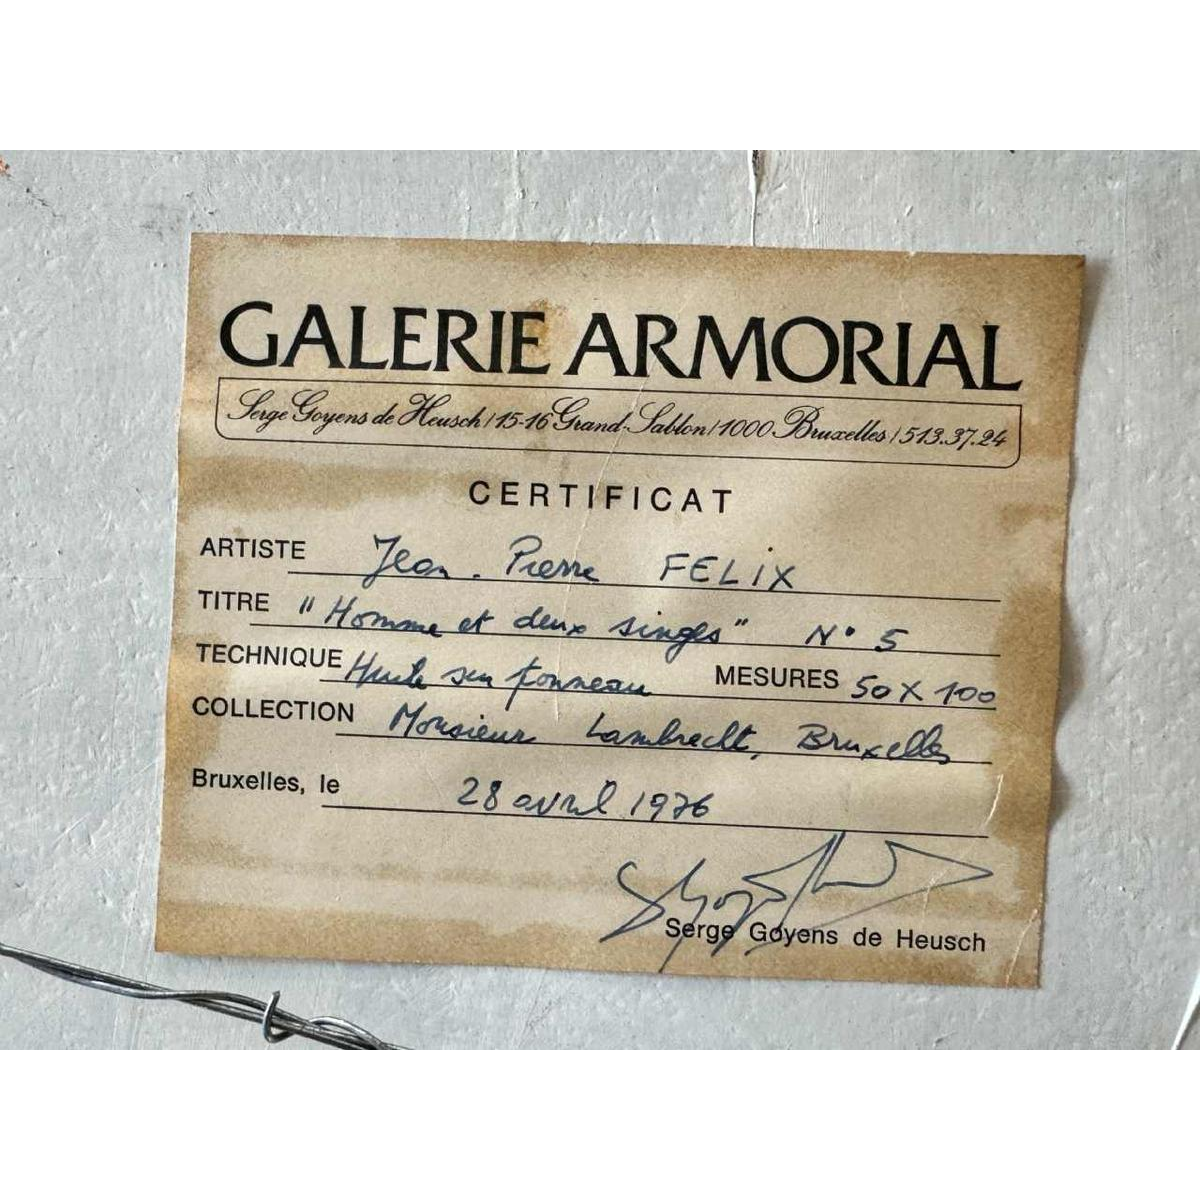 GALERIE ARMORIAL
Serge Goyens de Heusch / 15-16 Grand-Sablon / 1000 Bruxelles / 513.37.24
CERTIFICAT
ARTISTE Jean-Pierre FELIX
TITRE "Homme et deux singes" N° 5
TECHNIQUE Huile sur panneau MESURES 50 X 100
COLLECTION Monsieur Lambrecht, Bruxelles
Bruxelles, le 28 avril 1976
Serge Goyens de Heusch